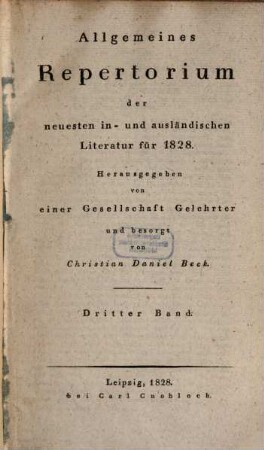 Allgemeines
Repertorium
der
neuesten in- und ausländischen
Literatur für 1828.
Herausgegeben
von
einer Gesellschaft Gelehrter
und besorgt
von
Christian Daniel Beck.
Dritter Band.
Leipzig, 1828.
bei Carl Cnobloch.